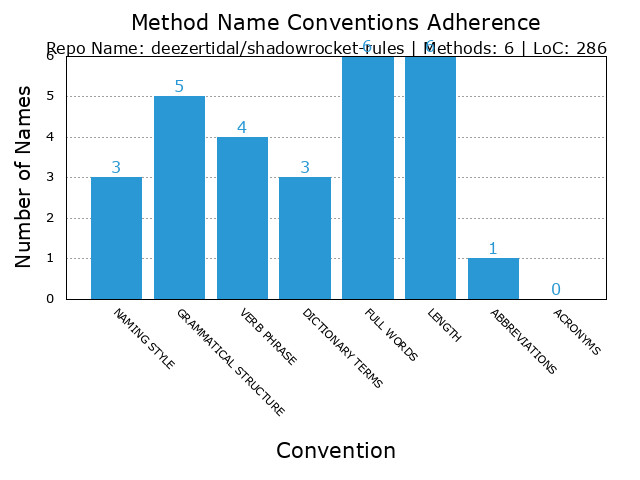 Method Name Conventions Adherence
Repo Name: deezertidal/shadowrocket-rules | Methods: 6 | LoC: 286
Number of Names
6
5
4
3
2
1
0
3
5
4
3
6
6
1
0
NAMING STYLE
GRAMMATICAL STRUCTURE
VERB PHRASE
DICTIONARY TERMS
FULL WORDS
LENGTH
ABBREVIATIONS
ACRONYMS
Convention